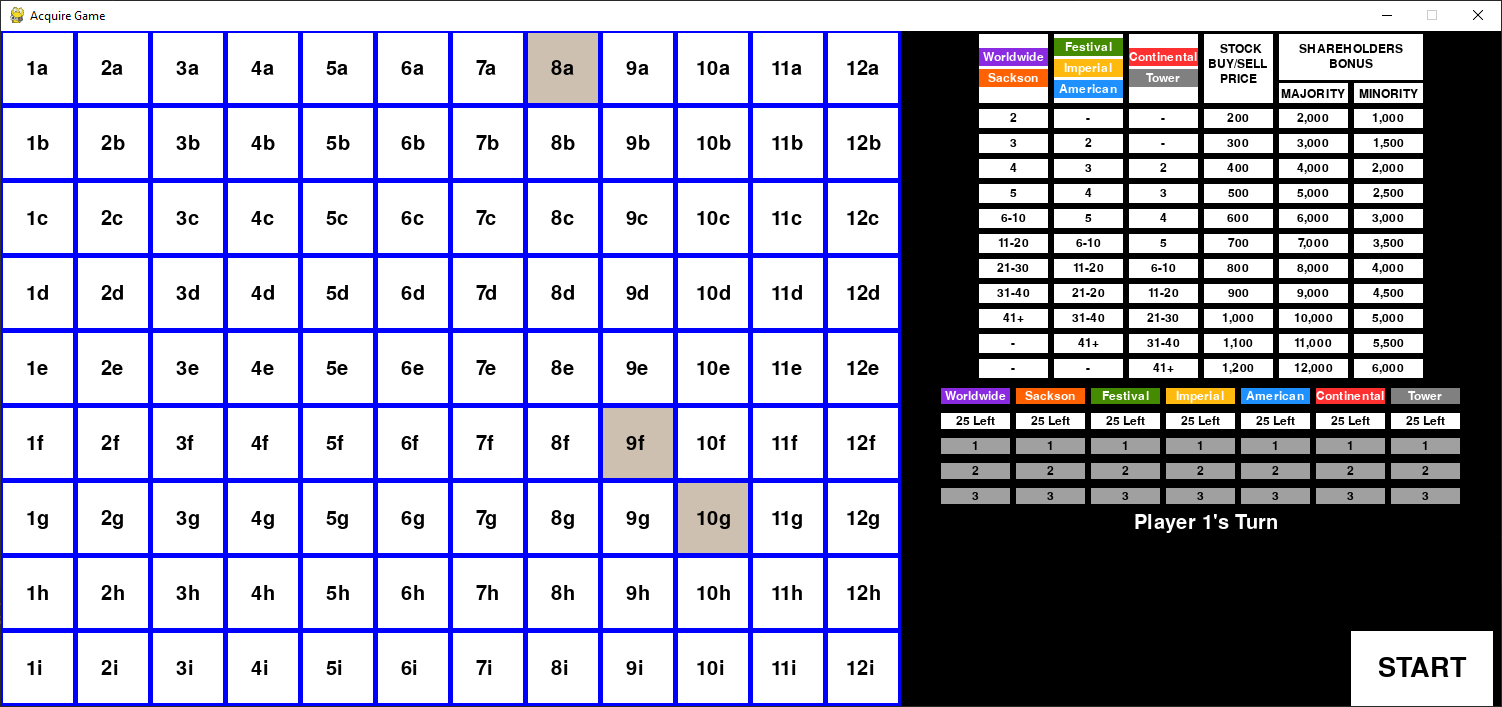 Acquire Game
1a 2a 3a 4a 5a 6a 7a 8a 9a 10a 11a 12a
1b 2b 3b 4b 5b 6b 7b 8b 9b 10b 11b 12b
1c 2c 3c 4c 5c 6c 7c 8c 9c 10c 11c 12c
1d 2d 3d 4d 5d 6d 7d 8d 9d 10d 11d 12d
1e 2e 3e 4e 5e 6e 7e 8e 9e 10e 11e 12e
1f 2f 3f 4f 5f 6f 7f 8f 9f 10f 11f 12f
1g 2g 3g 4g 5g 6g 7g 8g 9g 10g 11g 12g
1h 2h 3h 4h 5h 6h 7h 8h 9h 10h 11h 12h
1i 2i 3i 4i 5i 6i 7i 8i 9i 10i 11i 12i
Worldwide
Sackson
Festival
Imperial
American
Continental
Tower
STOCK
BUY/SELL
PRICE
SHAREHOLDERS
BONUS
MAJORITY MINORITY
2 - - 200 2,000 1,000
3 2 - 300 3,000 1,500
4 3 2 400 4,000 2,000
5 4 3 500 5,000 2,500
6-10 5 4 600 6,000 3,000
11-20 6-10 5 700 7,000 3,500
21-30 11-20 6-10 800 8,000 4,000
31-40 21-20 11-20 900 9,000 4,500
41+ 31-40 21-30 1,000 10,000 5,000
- 41+ 31-40 1,100 11,000 5,500
- - 41+ 1,200 12,000 6,000
Worldwide Sackson Festival Imperial American Continental Tower
25 Left 25 Left 25 Left 25 Left 25 Left 25 Left 25 Left
1 1 1 1 1 1 1
2 2 2 2 2 2 2
3 3 3 3 3 3 3
Player 1's Turn
START